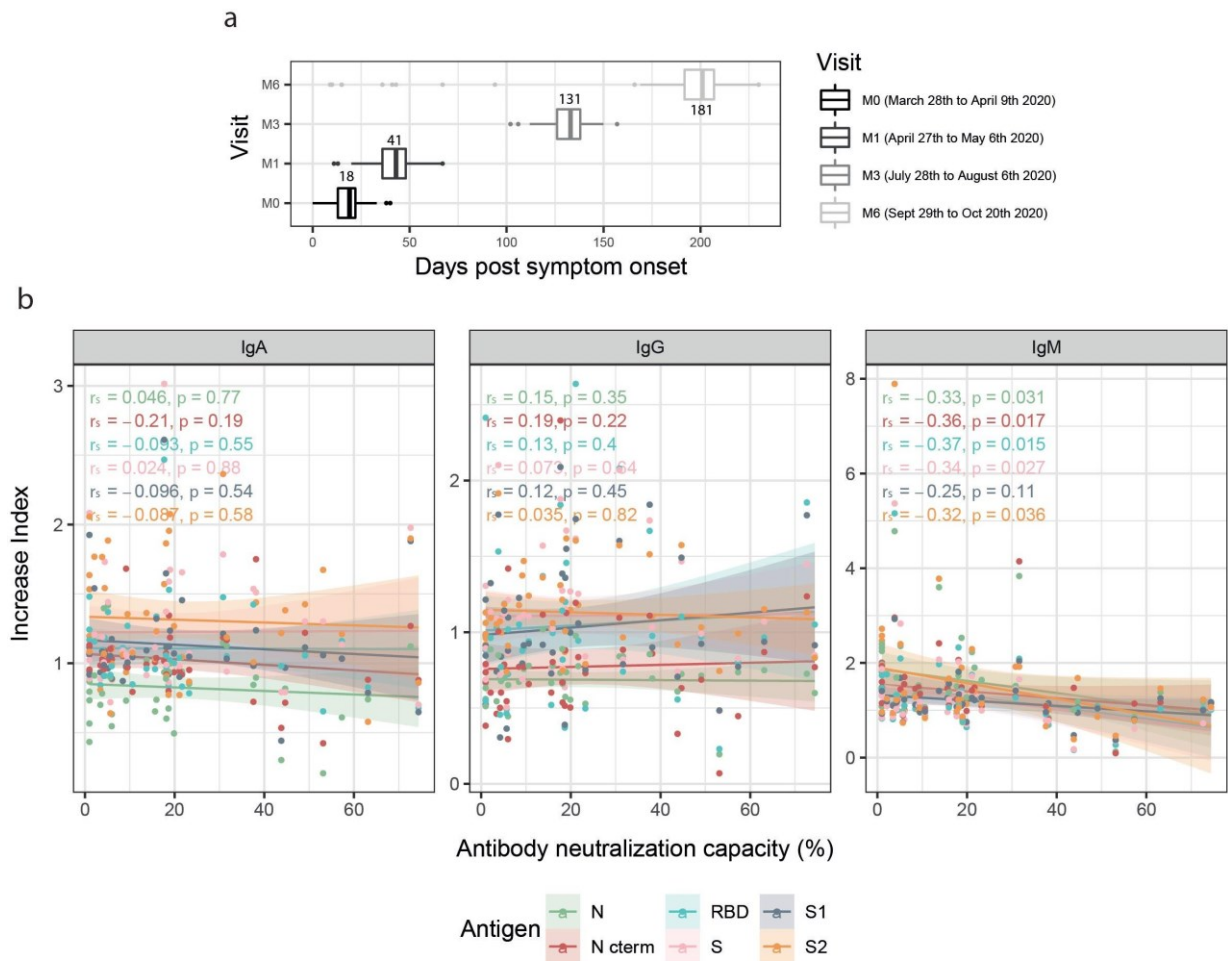 a
Visit
M6
M3
M1
M0
181
131
41
18
0
50
100
150
200
Days post symptom onset
Visit
M0 (March 28th to April 9th 2020)
M1 (April 27th to May 6th 2020)
M3 (July 28th to August 6th 2020)
M6 (Sept 29th to Oct 20th 2020)
b
Increase Index
IgA
3
2
1
rs = 0.046, p = 0.77
rs = −0.21, p = 0.19
rs = −0.093, p = 0.55
rs = 0.024, p = 0.88
rs = −0.096, p = 0.54
rs = −0.087, p = 0.58
0
20
40
60
IgG
2
1
0
rs = 0.15, p = 0.35
rs = 0.19, p = 0.22
rs = 0.13, p = 0.4
rs = 0.073, p = 0.64
rs = 0.12, p = 0.45
rs = 0.035, p = 0.82
0
20
40
60
IgM
8
6
4
2
0
rs = −0.33, p = 0.031
rs = −0.36, p = 0.017
rs = −0.37, p = 0.015
rs = −0.34, p = 0.027
rs = −0.25, p = 0.11
rs = −0.32, p = 0.036
0
20
40
60
Antibody neutralization capacity (%)
Antigen
a N
a RBD
a S1
a N cterm
a S
a S2